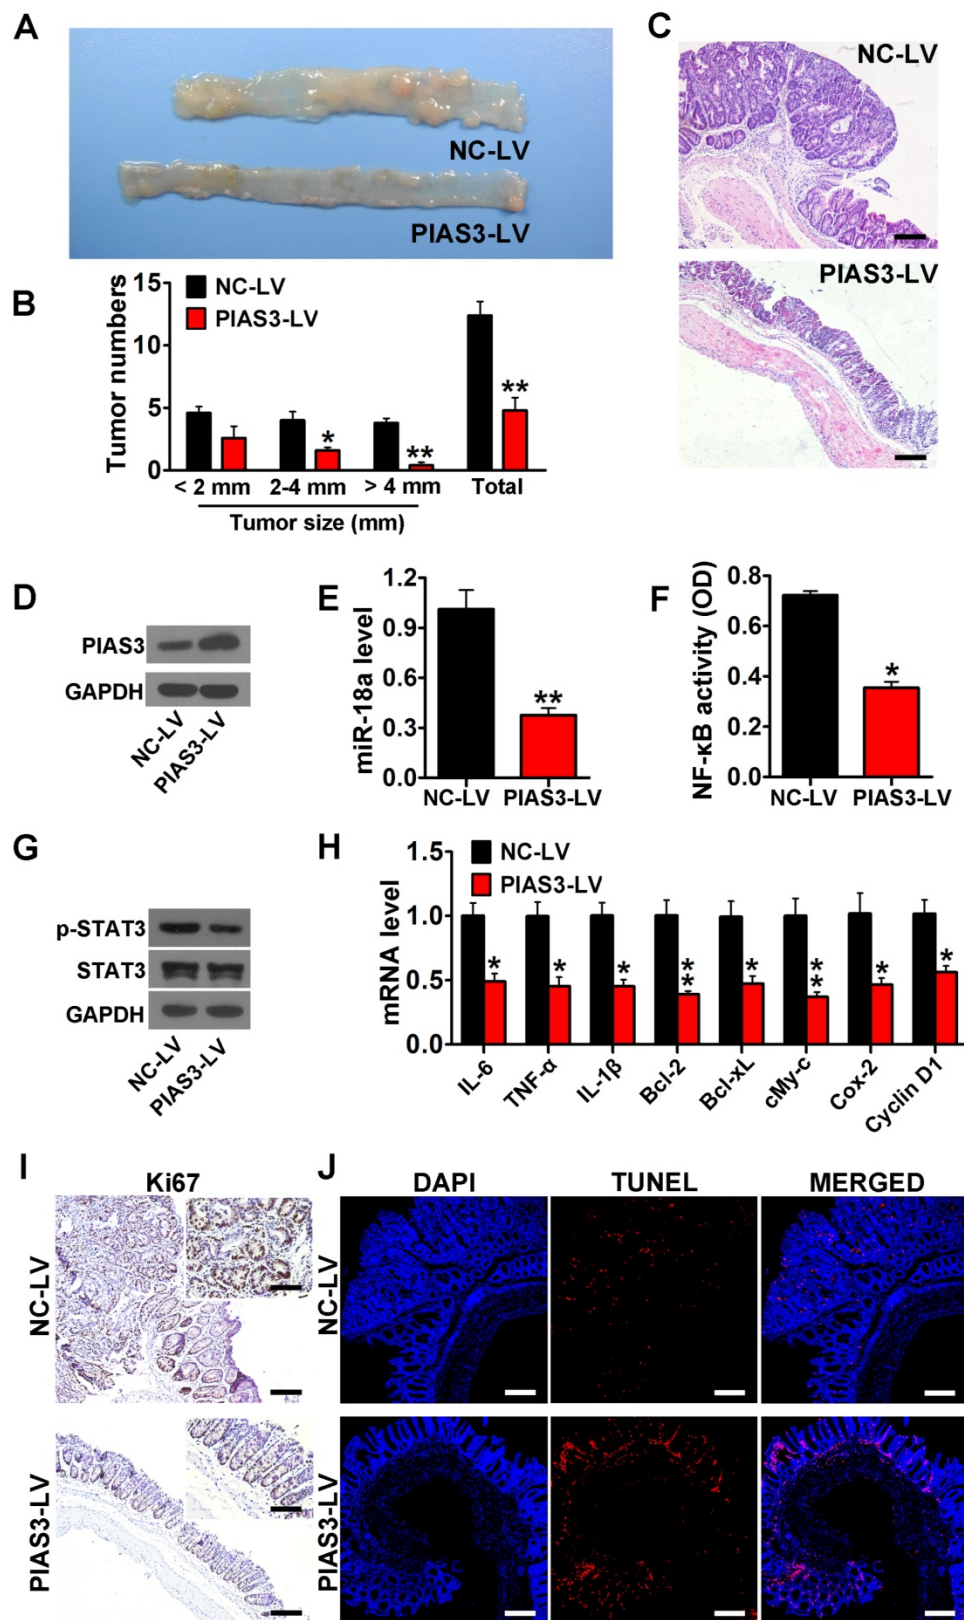 A
NC-LV
PIAS3-LV
C
NC-LV
PIAS3-LV
B
Tumor numbers
15
10
5
0
NC-LV
PIAS3-LV
*
**
**
< 2 mm
2-4 mm
> 4 mm
Total
Tumor size (mm)
D
PIAS3
GAPDH
NC-LV
PIAS3-LV
E
miR-18a level
1.2
0.9
0.6
0.3
0.0
**
NC-LV
PIAS3-LV
F
NF-κB activity (OD)
0.8
0.6
0.4
0.2
0.0
*
NC-LV
PIAS3-LV
G
p-STAT3
STAT3
GAPDH
NC-LV
PIAS3-LV
H
mRNA level
1.5
1.0
0.5
0.0
NC-LV
PIAS3-LV
*
*
*
**
*
**
*
*
IL-6
TNF-α
IL-1β
Bcl-2
Bcl-xL
cMy-c
Cox-2
Cyclin D1
I
Ki67
NC-LV
PIAS3-LV
J
DAPI
TUNEL
MERGED
NC-LV
PIAS3-LV